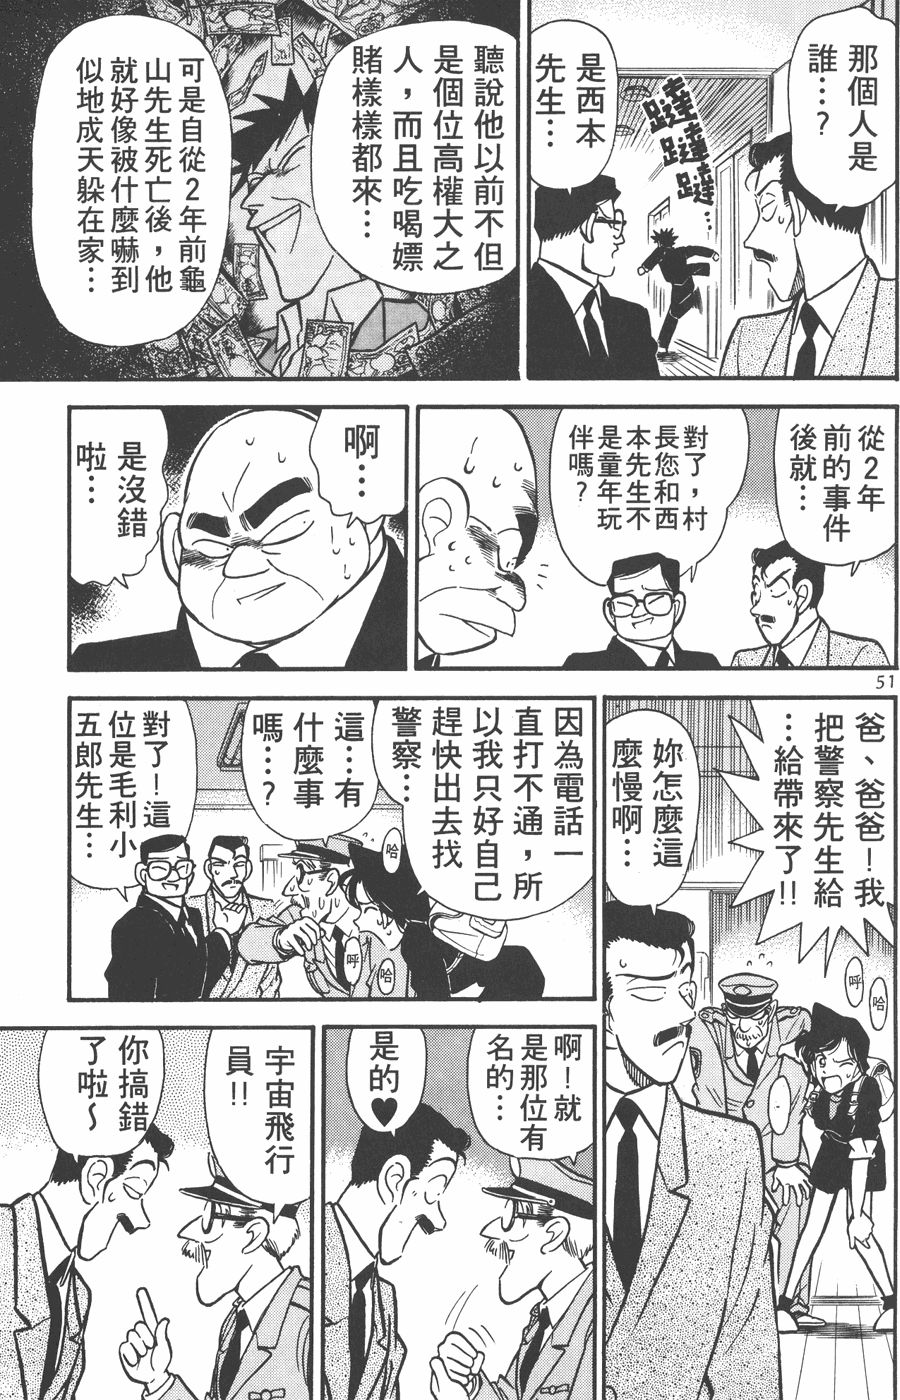 那個人是
誰…?
是西本
先生…
躂躂躂…
聽說他以前不但
是個位高權大之
人，而且吃喝嫖
賭樣樣都來…
可是自從2年前龜
山先生死亡後，他
就好像被什麼嚇到
似地成天躲在家…
從2年
前的事件
後就…
對了，村
長您和西
本先生不
是童年玩
伴嗎?
啊…
是沒錯
啦…
51
爸、爸爸!我
把警察先生給
…給帶來了!!
妳怎麼這
麼慢啊…
呼
哈
因為電話一
直打不通，所
以我只好自己
趕快出去找
警察…
哈
呼
哈
這…有
什麼事
嗎…?
對了!這
位是毛利小
五郎先生…
啊!就
是那位有
名的…
是的♥
宇宙飛行
員!!
你搞錯
了啦~